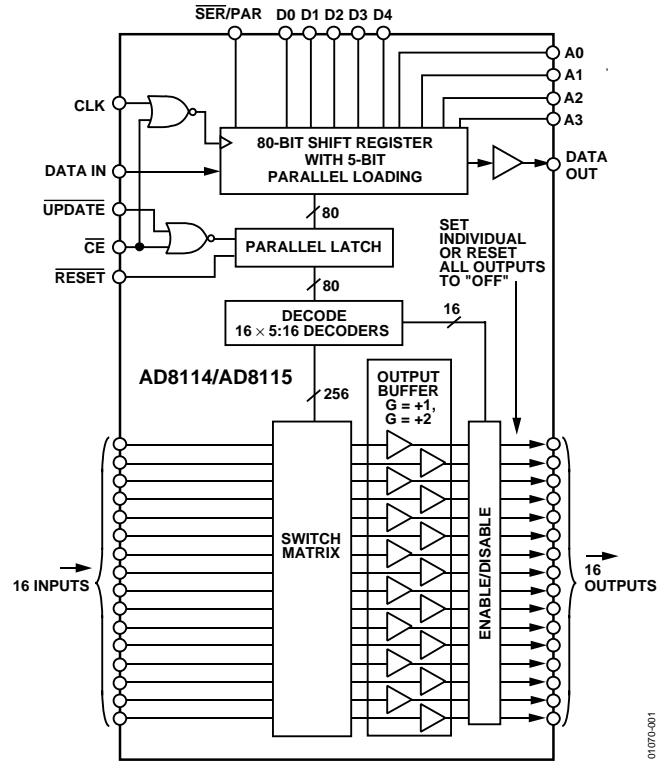 SER/PAR D0 D1 D2 D3 D4
A0
A1
A2
A3
CLK
80-BIT SHIFT REGISTER
WITH 5-BIT
PARALLEL LOADING
DATA IN
DATA
OUT
UPDATE
CE
RESET
80
PARALLEL LATCH
80
SET
INDIVIDUAL
OR RESET
ALL OUTPUTS
TO "OFF"
DECODE
16 × 5:16 DECODERS
16
AD8114/AD8115
256
OUTPUT
BUFFER
G = +1,
G = +2
SWITCH
MATRIX
ENABLE/DISABLE
16 INPUTS
16
OUTPUTS
01070-001